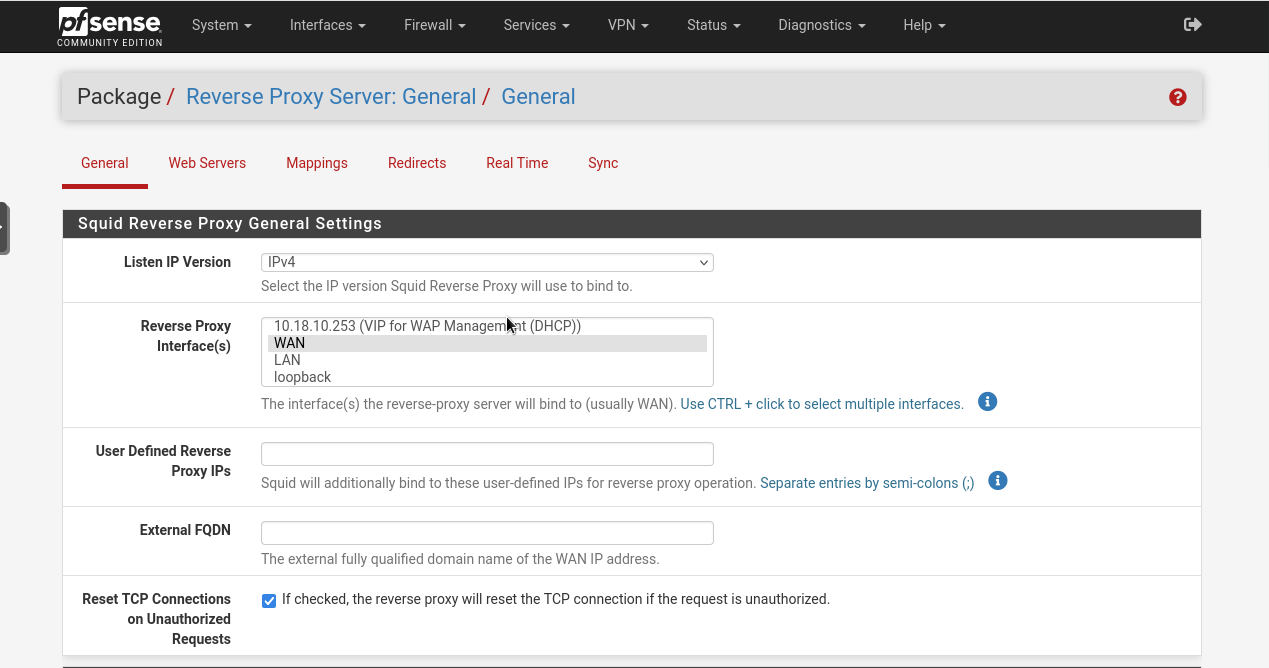 pfsense
COMMUNITY EDITION
System Interfaces Firewall Services VPN Status Diagnostics Help
Package / Reverse Proxy Server: General / General
General Web Servers Mappings Redirects Real Time Sync
Squid Reverse Proxy General Settings
Listen IP Version
IPv4
Select the IP version Squid Reverse Proxy will use to bind to.
Reverse Proxy
Interface(s)
10.18.10.253 (VIP for WAP Management (DHCP))
WAN
LAN
loopback
The interface(s) the reverse-proxy server will bind to (usually WAN). Use CTRL + click to select multiple interfaces.
User Defined Reverse
Proxy IPs
Squid will additionally bind to these user-defined IPs for reverse proxy operation. Separate entries by semi-colons (;)
External FQDN
The external fully qualified domain name of the WAN IP address.
Reset TCP Connections
on Unauthorized
Requests
If checked, the reverse proxy will reset the TCP connection if the request is unauthorized.